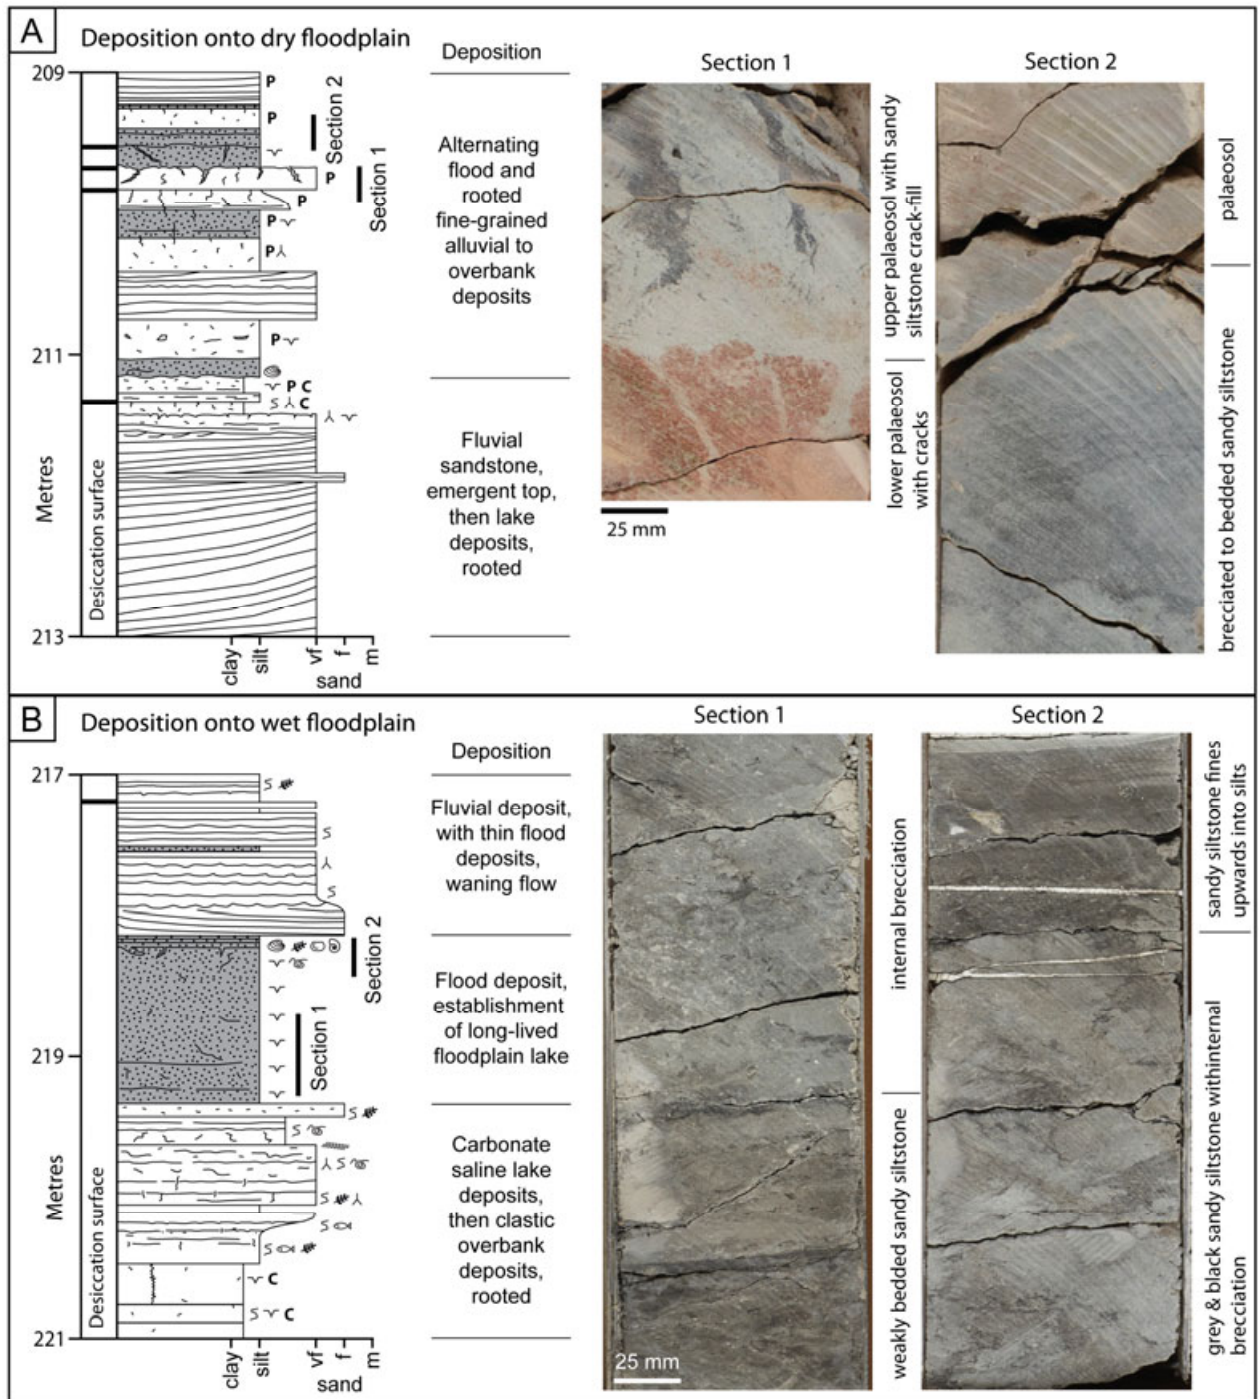 A
Deposition onto dry floodplain
Deposition
Section 1
Section 2
209
211
213
Metres
Desiccation surface
P
P
Section 2
P
Section 1
P
P
P
P
P C
C
clay
silt
vf
f
m
sand
Alternating
flood and
rooted
fine-grained
alluvial to
overbank
deposits
Fluvial
sandstone,
emergent top,
then lake
deposits,
rooted
upper palaeosol with sandy
siltstone crack-fill
lower palaeosol
with cracks
25 mm
palaeosol
brecciated to bedded sandy siltstone
B
Deposition onto wet floodplain
Deposition
Section 1
Section 2
217
219
221
Metres
Desiccation surface
Section 2
Section 1
C
C
clay
silt
vf
f
m
sand
Fluvial deposit,
with thin flood
deposits,
waning flow
Flood deposit,
establishment
of long-lived
floodplain lake
Carbonate
saline lake
deposits,
then clastic
overbank
deposits,
rooted
25 mm
internal brecciation
weakly bedded sandy siltstone
sandy siltstone fines
upwards into silts
grey & black sandy siltstone withinternal
brecciation